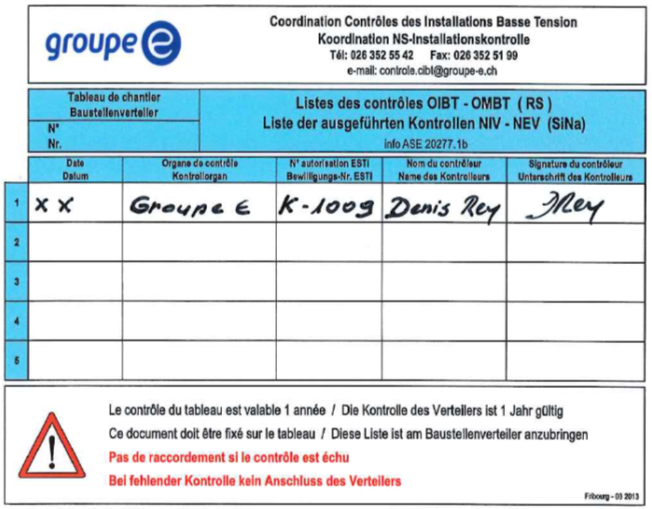 groupe e
Coordination Contrôles des Installations Basse Tension
Koordination NS-Installationskontrolle
Tél: 026 352 55 42 Fax: 026 352 51 99
e-mail: controle.cibt@groupe-e.ch
Tableau de chantier
Baustellenverteiler
N°
Nr.
Listes des contrôles OIBT - OMBT ( RS )
Liste der ausgeführten Kontrollen NIV - NEV (SiNa)
info ASE 20277.1b
Date Organe de contrôle N° autorisation ESTI Nom du contrôleur Signature du contrôleur
Datum Kontrollorgan Bewilligungs-Nr. ESTI Name des Kontrolleurs Unterschrift des Kontrolleurs
1 X X Groupe E K-1009 Denis Rey DRey
2
3
4
5
Le contrôle du tableau est valable 1 année / Die Kontrolle des Verteilers ist 1 Jahr gültig
Ce document doit être fixé sur le tableau / Diese Liste ist am Baustellenverteiler anzubringen
Pas de raccordement si le contrôle est échu
Bei fehlender Kontrolle kein Anschluss des Verteilers
Fribourg - 03 2013